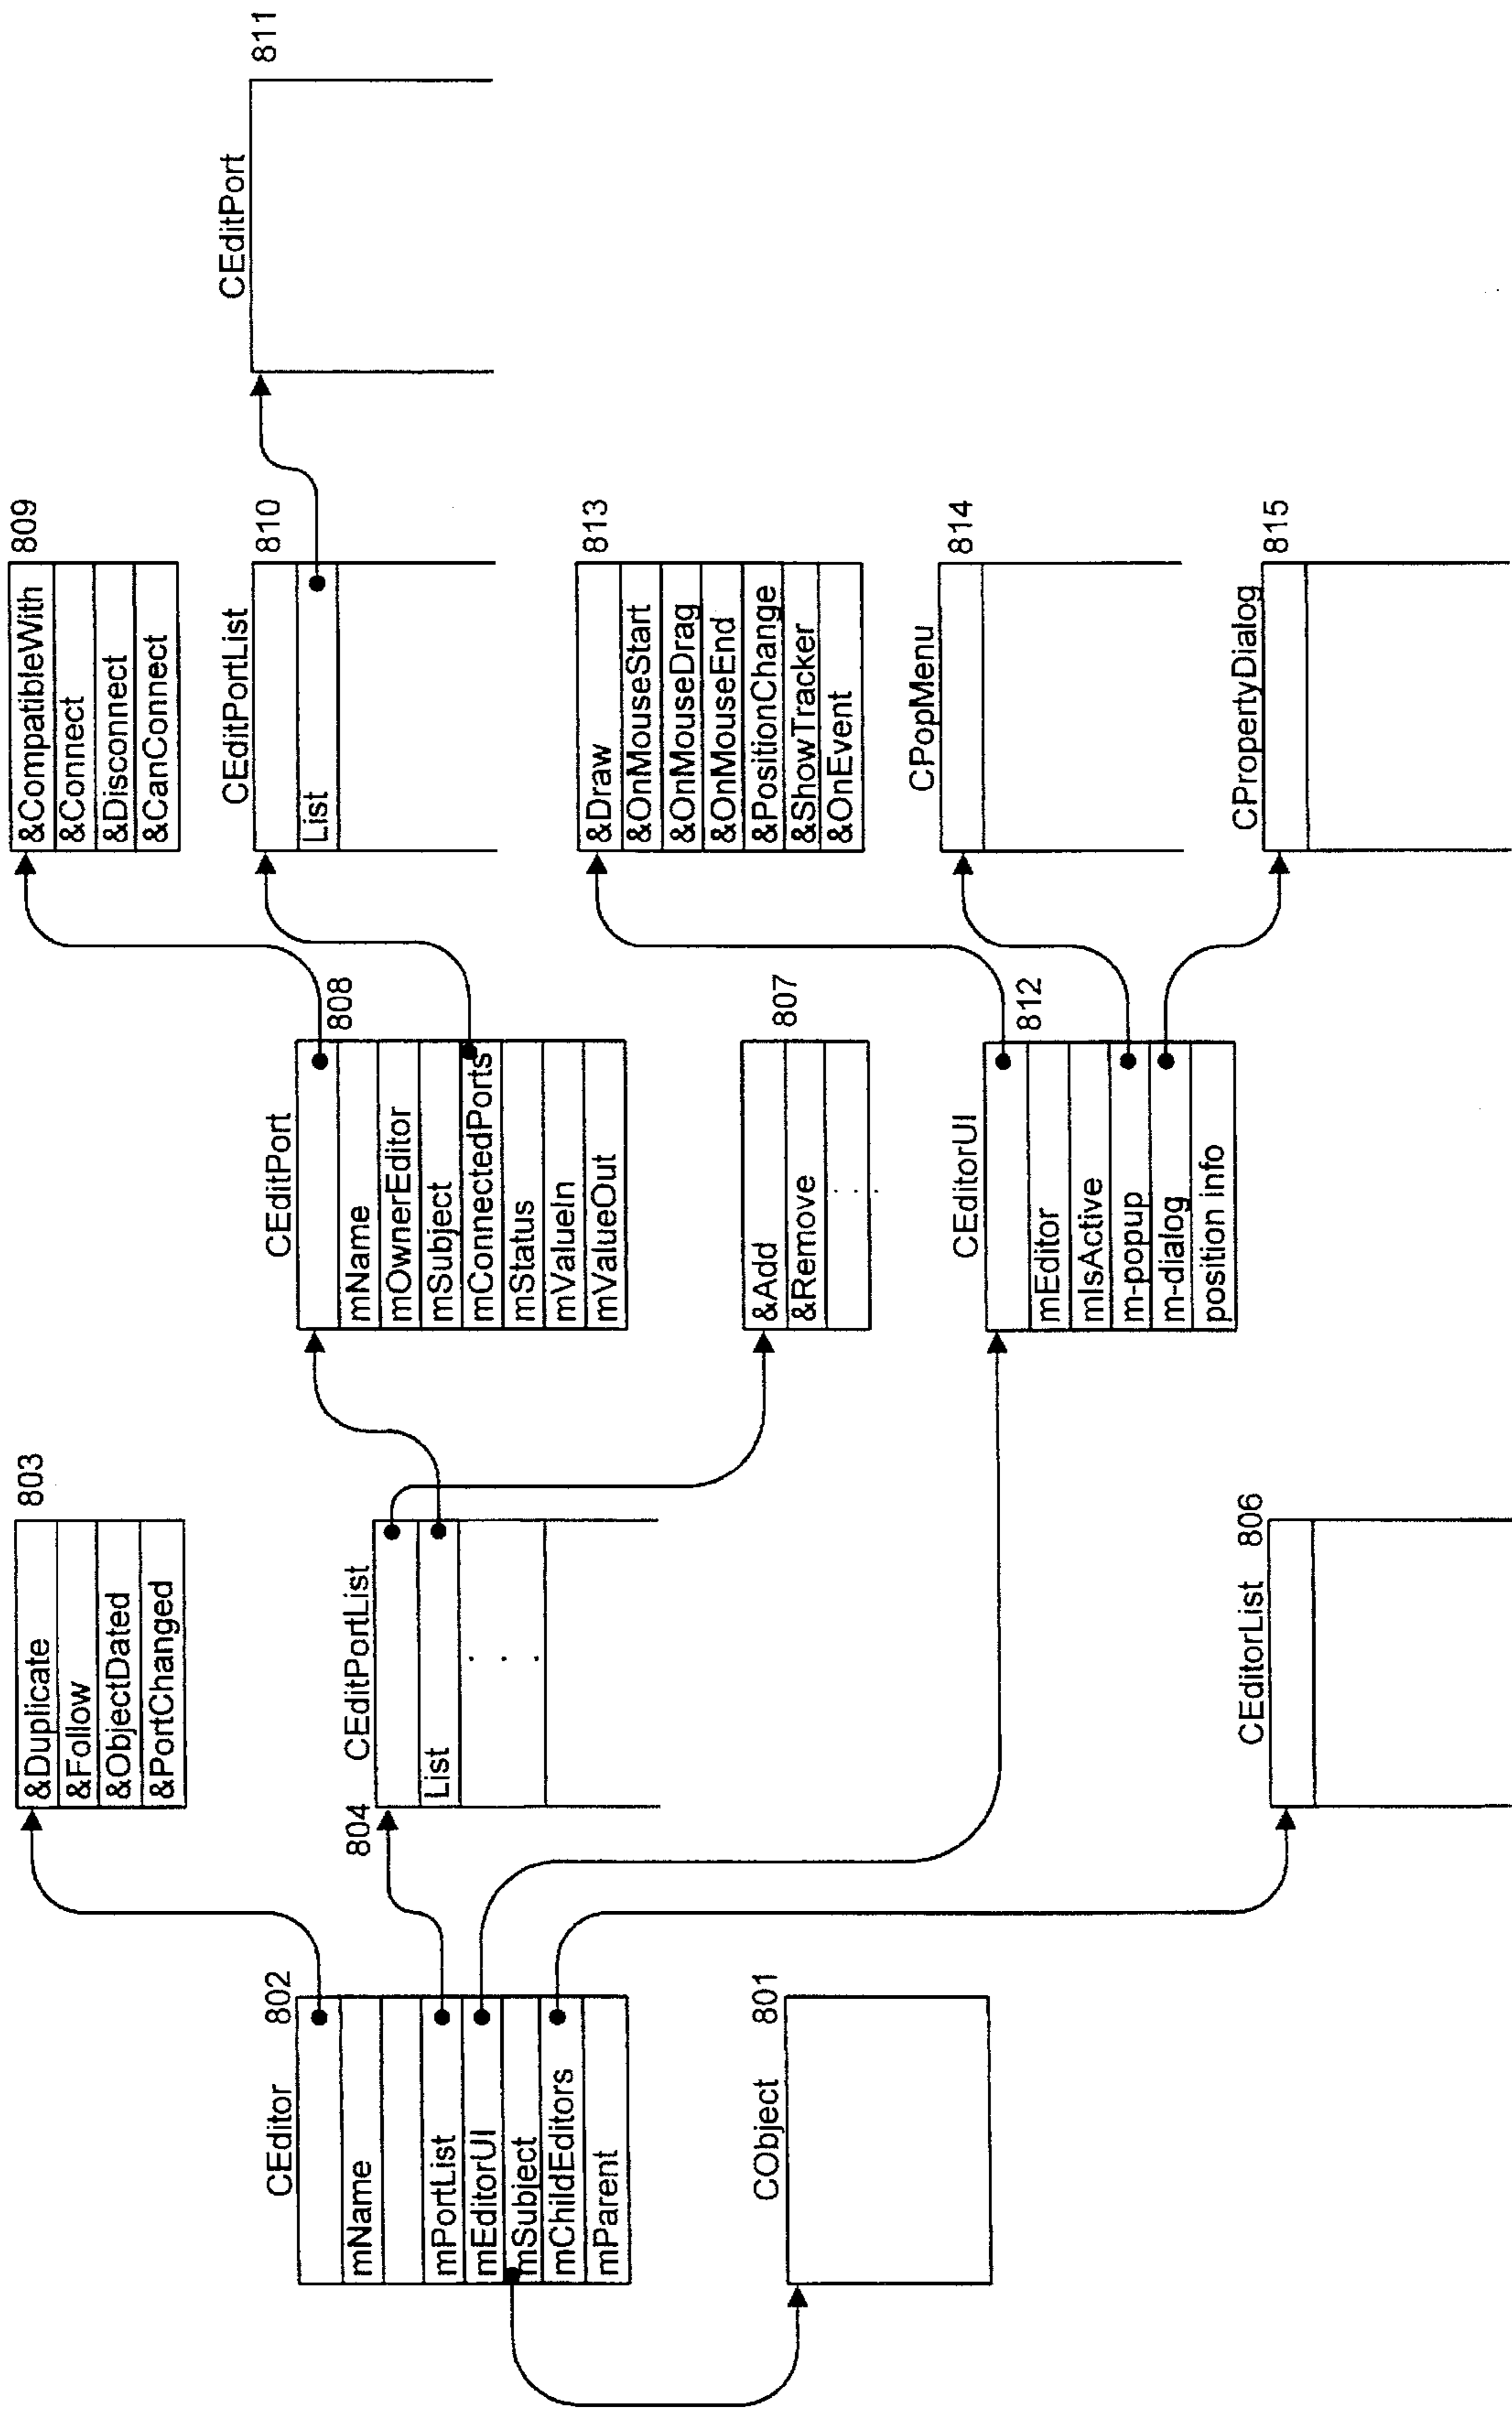 803
&Duplicate
&Follow
&ObjectDated
&PortChanged
809
&CompatibleWith
&Connect
&Disconnect
&CanConnect
CEditor 802
mName
mPortList
mEditorUI
mSubject
mChildEditors
mParent
804
CEditPortList
List
CEditPort
808
mName
mOwnerEditor
mSubject
mConnectedPorts
mStatus
mValueIn
mValueOut
CEditPortList
810
List
CEditPort
811
CObject 801
807
&Add
&Remove
813
&Draw
&OnMouseStart
&OnMouseDrag
&OnMouseEnd
&PositionChange
&ShowTracker
&OnEvent
CEditorUI
812
mEditor
mIsActive
m-popup
m-dialog
position info
CPopMenu
814
CEditorList 806
CPropertyDialog
815